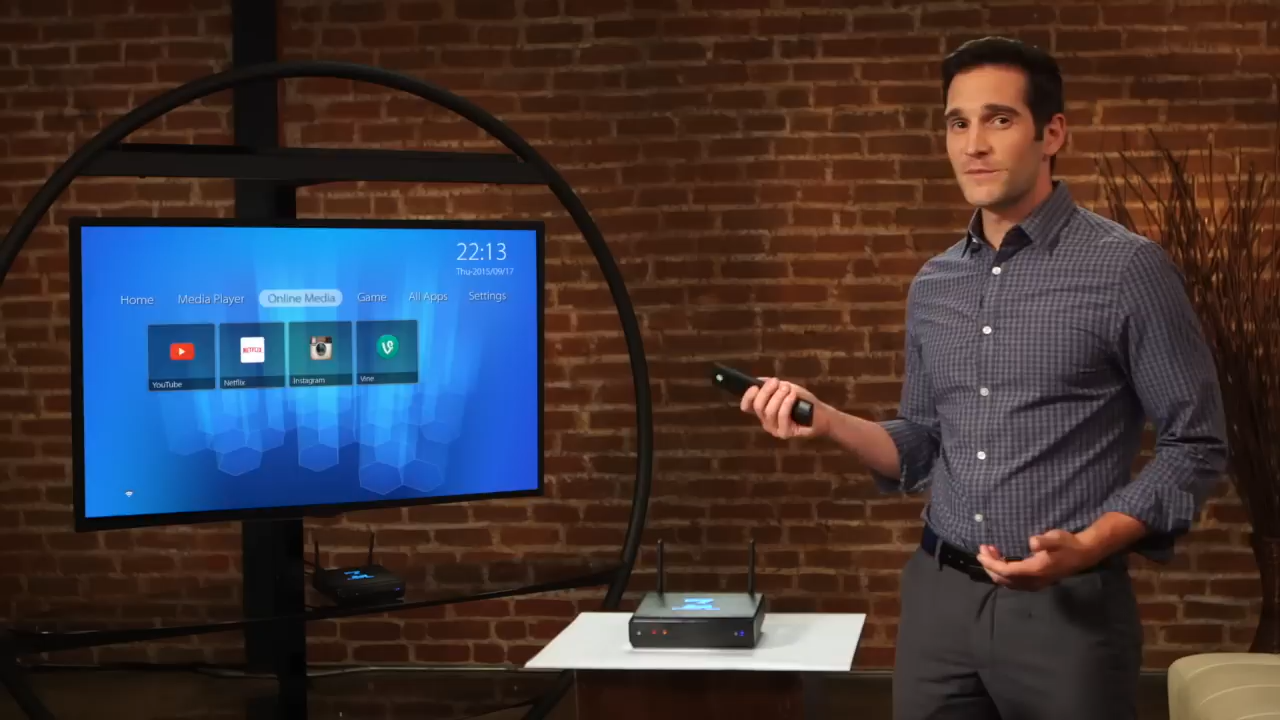 22:13
Thu-2015/09/17
Home Media Player Online Media Game All Apps Settings
NETFLIX
YouTube Netflix Instagram Vine